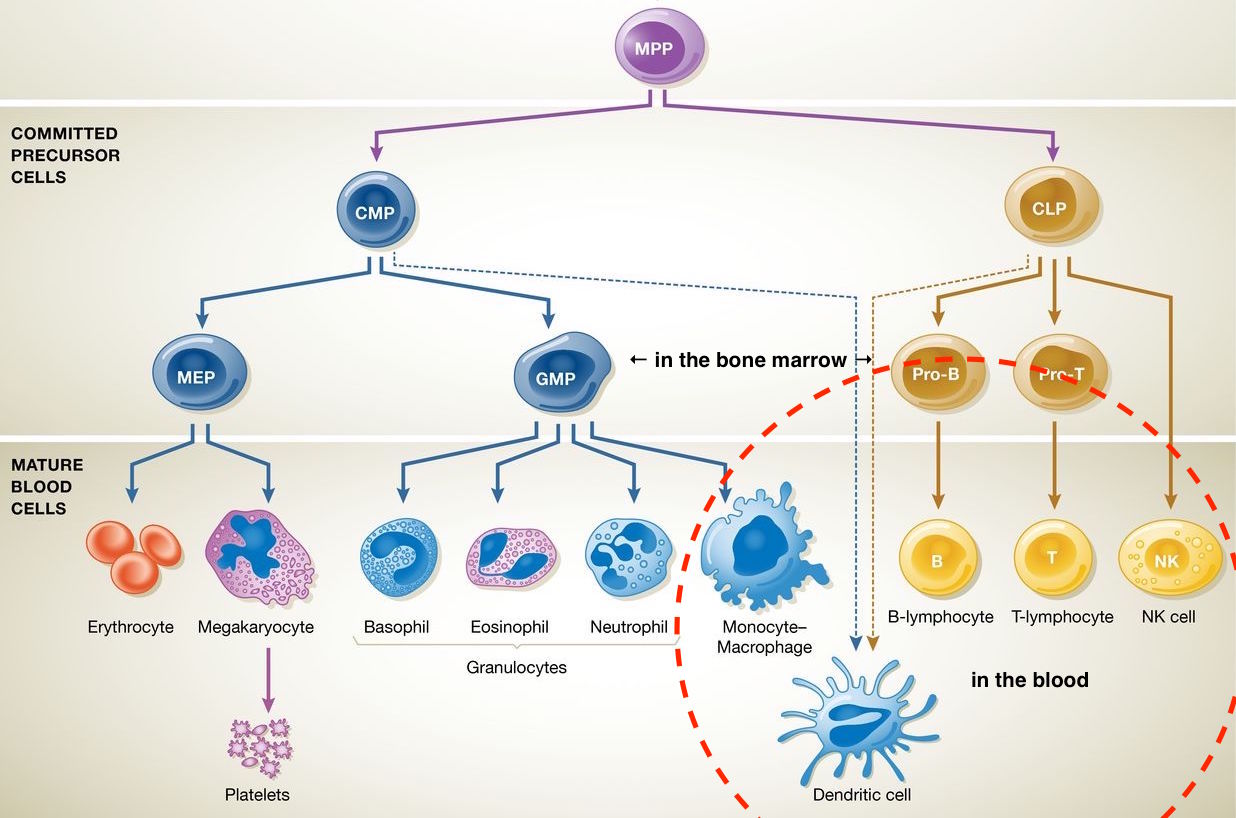 MPP
COMMITTED
PRECURSOR
CELLS
CMP
CLP
MEP
GMP
← in the bone marrow →
Pro-B
Pro-T
MATURE
BLOOD
CELLS
B
T
NK
Erythrocyte
Megakaryocyte
Basophil
Eosinophil
Neutrophil
Monocyte–
Macrophage
B-lymphocyte
T-lymphocyte
NK cell
Granulocytes
in the blood
Platelets
Dendritic cell